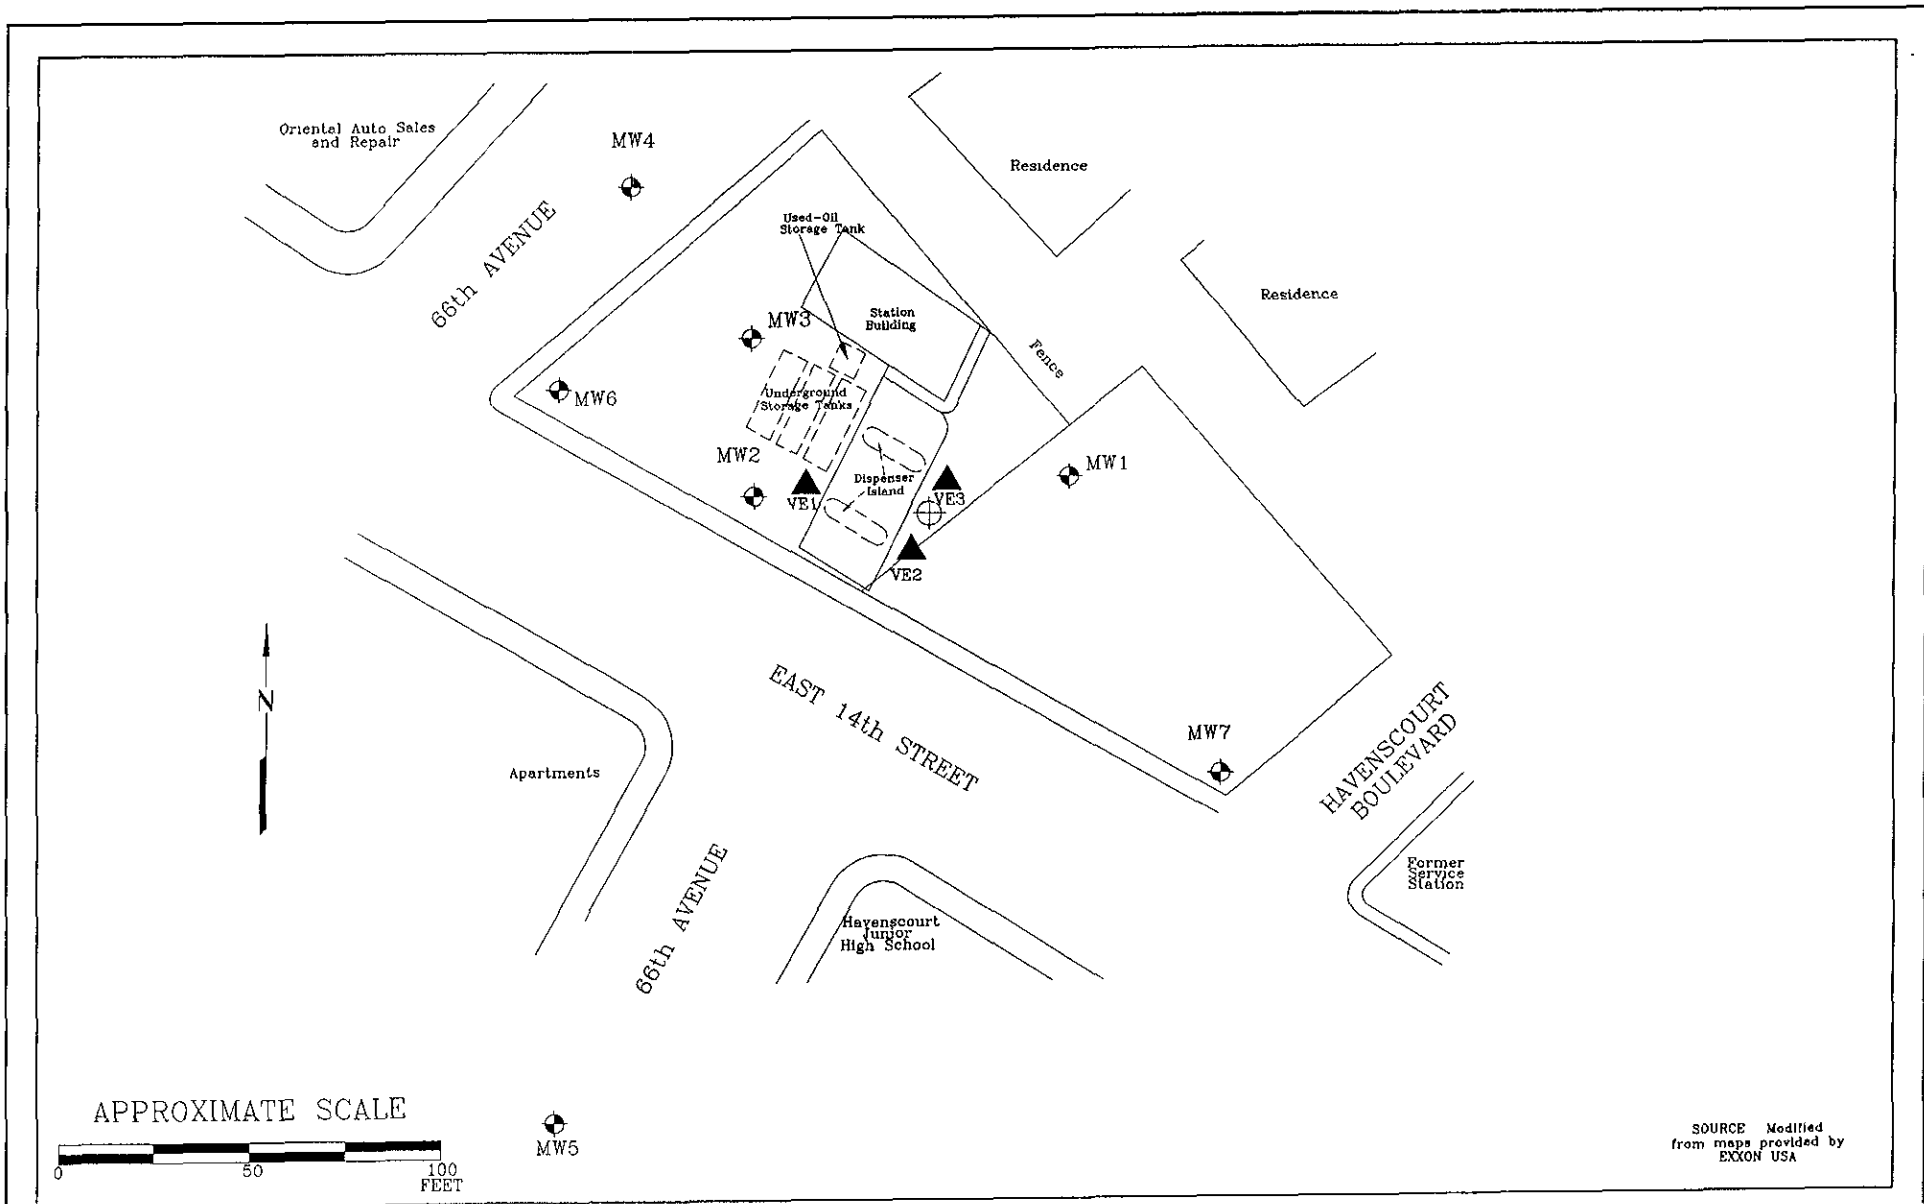 Oriental Auto Sales
and Repair
MW4
Residence
66th AVENUE
Used-Oil
Storage Tank
Residence
MW3
Station
Building
Fence
MW6
Underground
Storage Tanks
MW2
MW1
Dispenser
Island
VE1
VE3
VE2
N
EAST 14th STREET
MW7
HAVENSCOURT
BOULEVARD
Apartments
66th AVENUE
Former
Service
Station
Havenscourt
Junior
High School
APPROXIMATE SCALE
0 50 100
FEET
MW5
SOURCE Modified
from maps provided by
EXXON USA